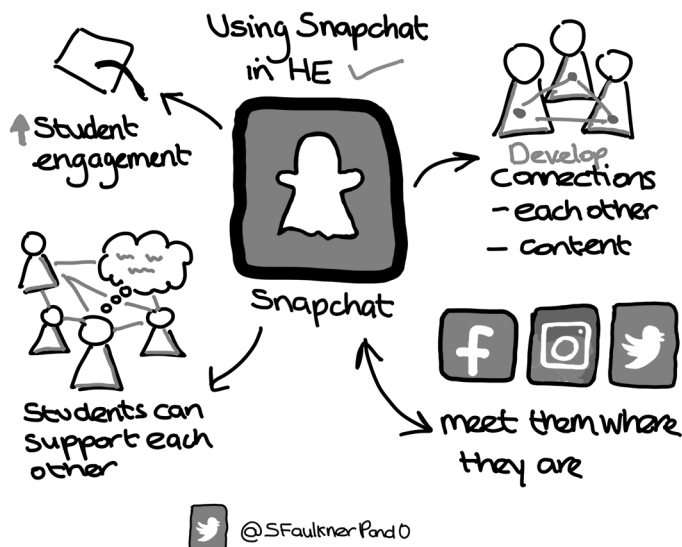 Using Snapchat
in HE
Student
engagement
Develop
connections
- each other
- content
Snapchat
Students can
support each
other
meet them where
they are
@SFaulknerPandO